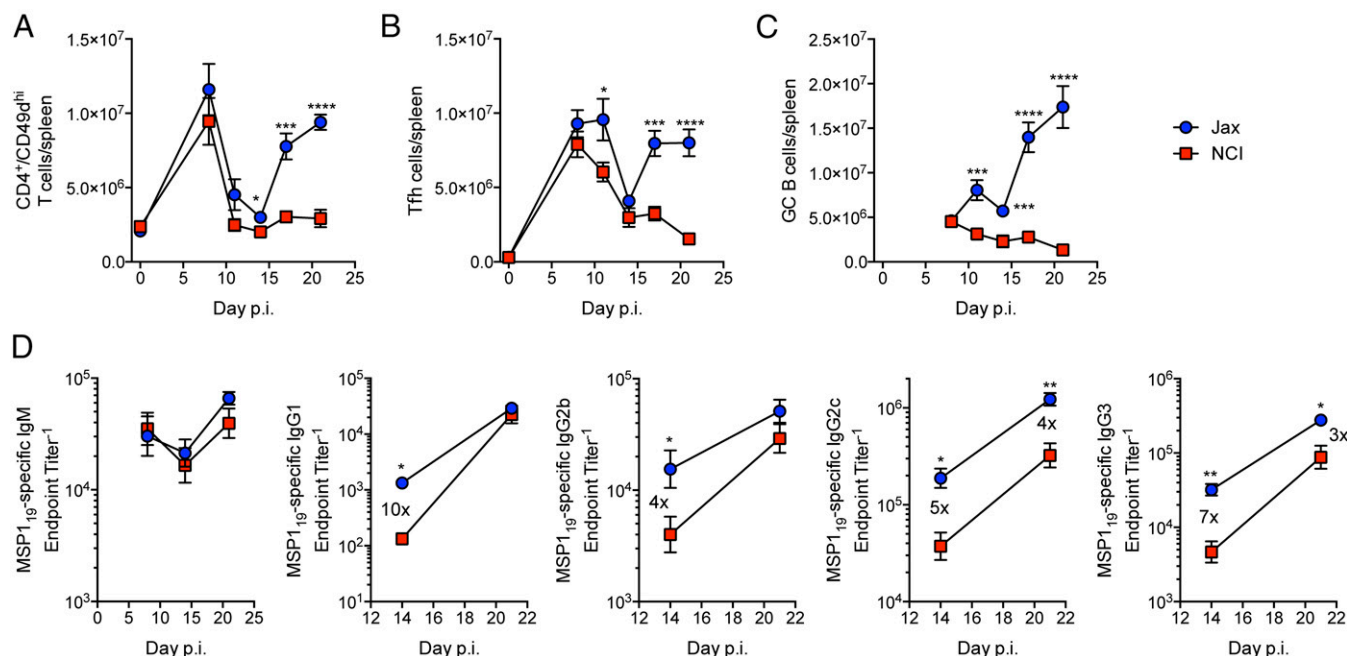 A
CD4⁺/CD49d^hi
T cells/spleen
1.5×10⁷
1.0×10⁷
5.0×10⁶
0.0
* *** ****
0 5 10 15 20 25
Day p.i.
B
Tfh cells/spleen
1.5×10⁷
1.0×10⁷
5.0×10⁶
0.0
* *** ****
0 5 10 15 20 25
Day p.i.
C
GC B cells/spleen
2.5×10⁷
2.0×10⁷
1.5×10⁷
1.0×10⁷
5.0×10⁶
0.0
****
****
***
***
0 5 10 15 20 25
Day p.i.
Jax
NCI
D
MSP1₁₉-specific IgM
Endpoint Titer⁻¹
10⁵
10⁴
10³
0 5 10 15 20 25
Day p.i.
MSP1₁₉-specific IgG1
Endpoint Titer⁻¹
10⁵
10⁴
10³
10²
10¹
*
10x
12 14 16 18 20 22
Day p.i.
MSP1₁₉-specific IgG2b
Endpoint Titer⁻¹
10⁴
*
4x
12 14 16 18 20 22
Day p.i.
MSP1₁₉-specific IgG2c
Endpoint Titer⁻¹
10⁶
10⁵
10⁴
**
4x
*
5x
12 14 16 18 20 22
Day p.i.
MSP1₁₉-specific IgG3
Endpoint Titer⁻¹
10⁶
10⁵
10⁴
10³
*
3x
**
7x
12 14 16 18 20 22
Day p.i.